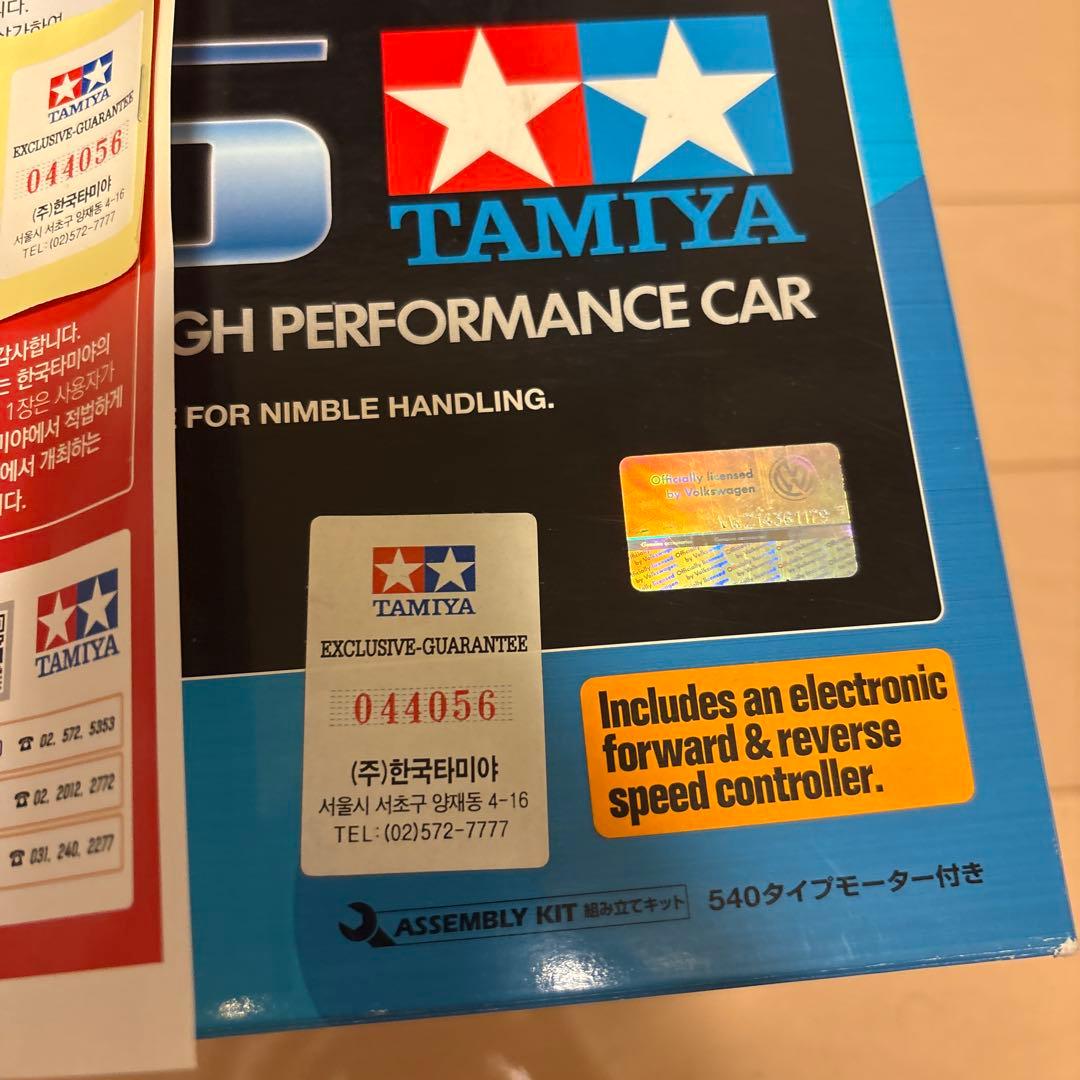 니다.
TAMIYA
EXCLUSIVE-GUARANTEE
044056
(주)한국타미야
서울시 서초구 양재동 4-16
TEL:(02)572-7777
감사합니다.
는 한국타미야의
1장은 사용자가
미야에서 적법하게
에서 개최하는
다.
TAMIYA
☎ 02. 572. 5353
☎ 02. 2012. 2772
☎ 031. 240. 2277
TAMIYA
GH PERFORMANCE CAR
E FOR NIMBLE HANDLING.
Officially licensed
by Volkswagen
TAMIYA
EXCLUSIVE-GUARANTEE
044056
(주)한국타미야
서울시 서초구 양재동 4-16
TEL:(02)572-7777
Includes an electronic
forward & reverse
speed controller.
ASSEMBLY KIT 組み立てキット
540タイプモーター付き